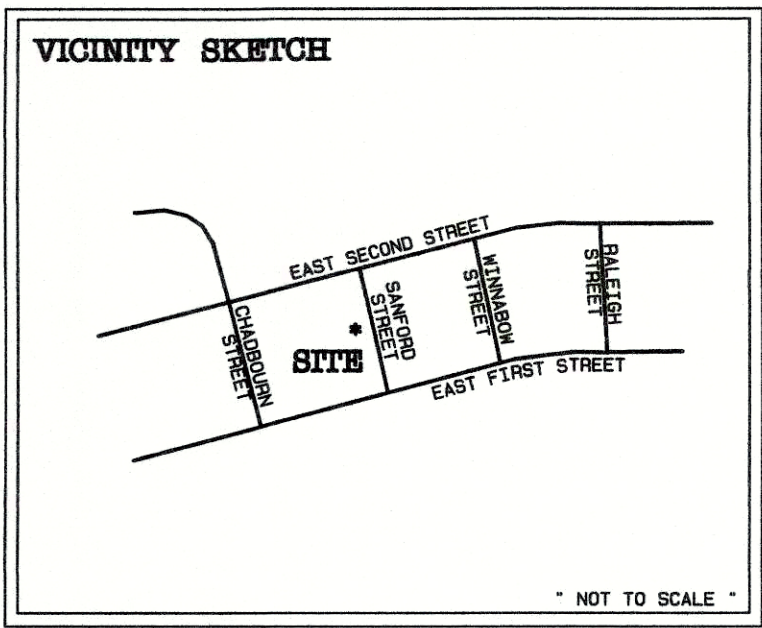 VICINITY SKETCH
EAST SECOND STREET
CHADBOURN
STREET
*
SITE
SANFORD
STREET
WINNABOW
STREET
RALEIGH
STREET
EAST FIRST STREET
" NOT TO SCALE "